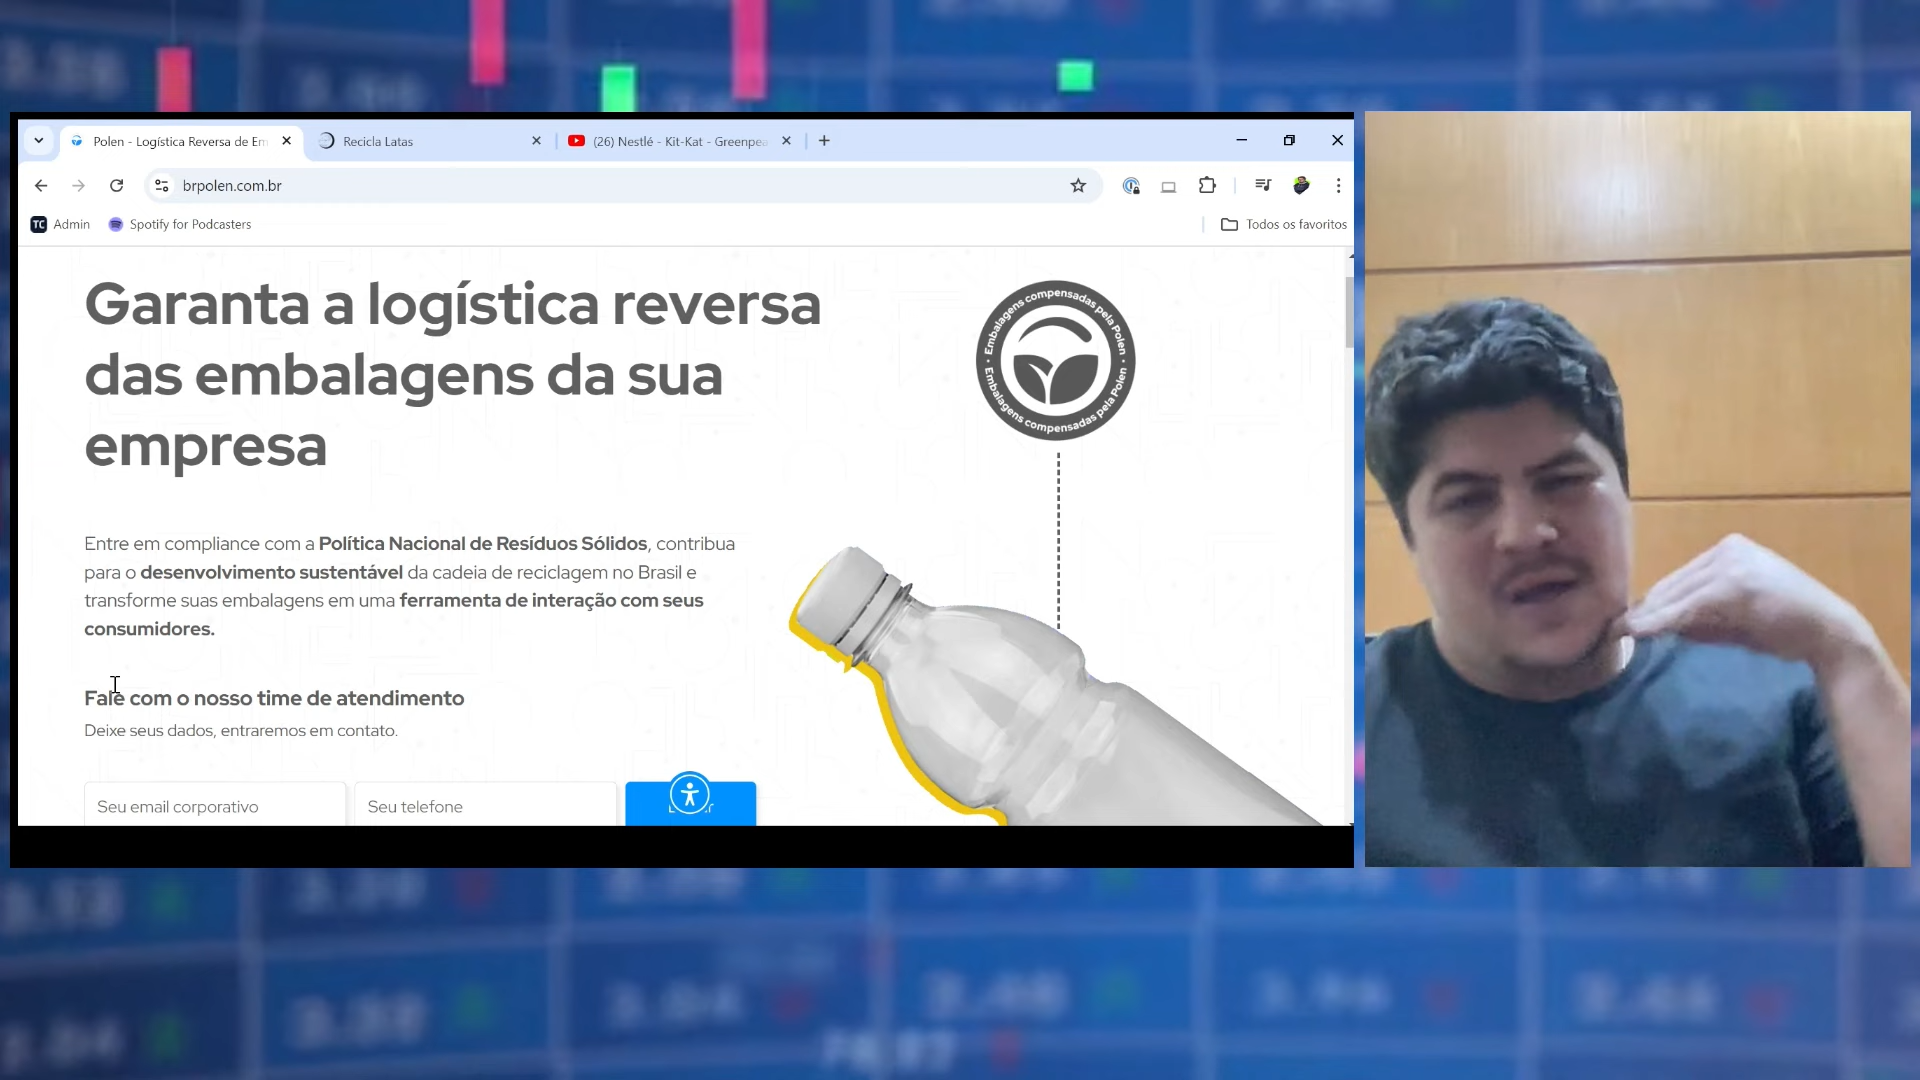 Polen - Logística Reversa de Em
Recicla Latas
(26) Nestlé - Kit-Kat - Greenpea
brpolen.com.br
TC Admin
Spotify for Podcasters
Todos os favoritos
Garanta a logística reversa
das embalagens da sua
empresa
Embalagens compensadas pela Polen
Embalagens compensadas pela Polen
Entre em compliance com a Política Nacional de Resíduos Sólidos, contribua
para o desenvolvimento sustentável da cadeia de reciclagem no Brasil e
transforme suas embalagens em uma ferramenta de interação com seus
consumidores.
Fale com o nosso time de atendimento
Deixe seus dados, entraremos em contato.
Seu email corporativo
Seu telefone